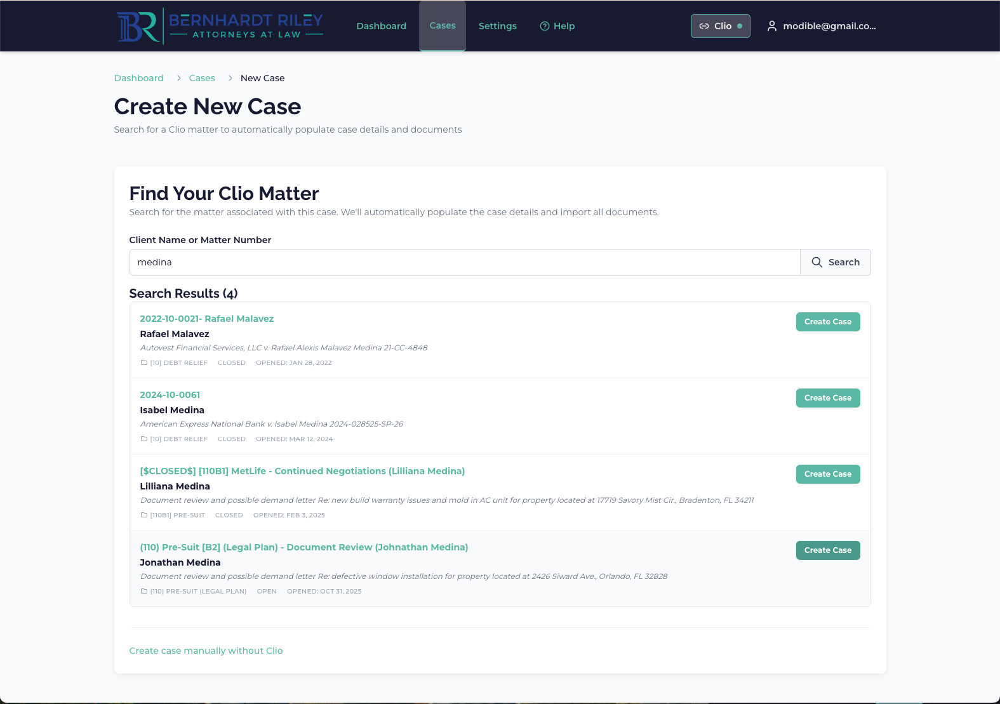 BERNHARDT RILEY
ATTORNEYS AT LAW
Dashboard
Cases
Settings
Help
Clio
modible@gmail.co...
Dashboard > Cases > New Case
Create New Case
Search for a Clio matter to automatically populate case details and documents
Find Your Clio Matter
Search for the matter associated with this case. We'll automatically populate the case details and import all documents.
Client Name or Matter Number
medina
Search
Search Results (4)
2022-10-0021- Rafael Malavez
Create Case
Rafael Malavez
Autovest Financial Services, LLC v. Rafael Alexis Malavez Medina 21-CC-4848
[10] DEBT RELIEF CLOSED OPENED: JAN 28, 2022
2024-10-0061
Create Case
Isabel Medina
American Express National Bank v. Isabel Medina 2024-028525-SP-26
[10] DEBT RELIEF CLOSED OPENED: MAR 12, 2024
[$CLOSED$] [110B1] MetLife - Continued Negotiations (Lilliana Medina)
Create Case
Lilliana Medina
Document review and possible demand letter Re: new build warranty issues and mold in AC unit for property located at 17719 Savory Mist Cir., Bradenton, FL 34211
[110B1] PRE-SUIT CLOSED OPENED: FEB 3, 2025
(110) Pre-Suit [B2] (Legal Plan) - Document Review (Johnathan Medina)
Create Case
Jonathan Medina
Document review and possible demand letter Re: defective window installation for property located at 2426 Siward Ave., Orlando, FL 32828
(110) PRE-SUIT (LEGAL PLAN) OPEN OPENED: OCT 31, 2025
Create case manually without Clio